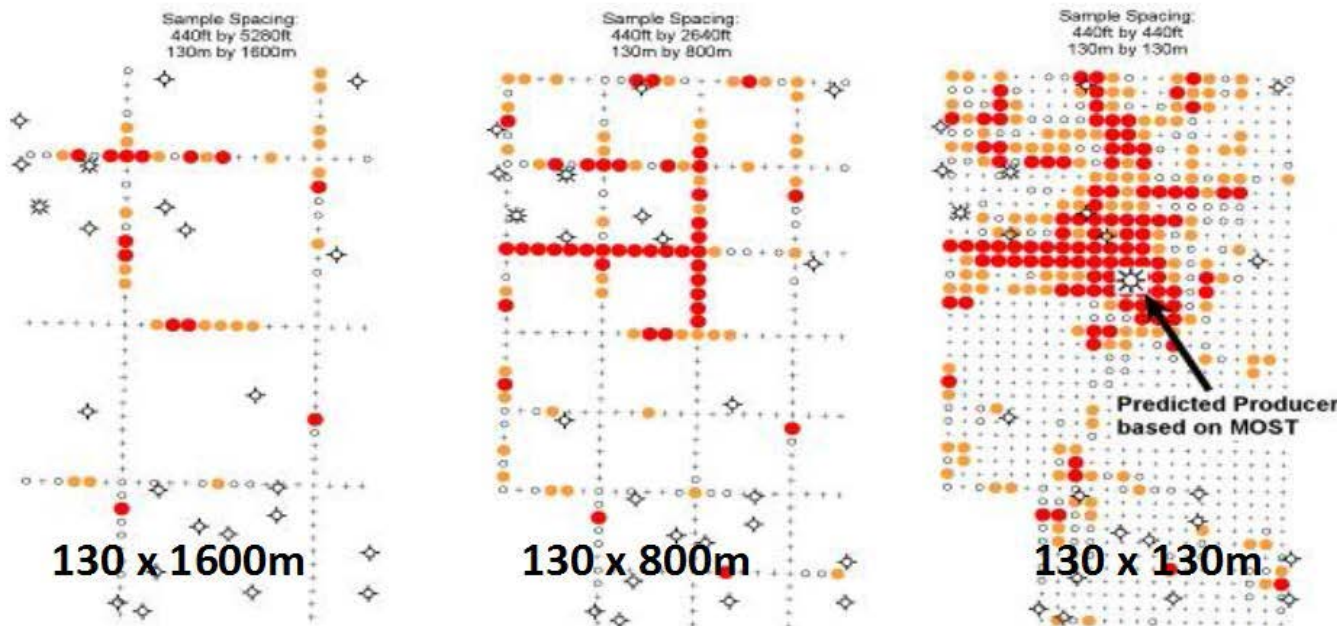 Sample Spacing:
440ft by 5280ft
130m by 1600m
Sample Spacing:
440ft by 2640ft
130m by 800m
Sample Spacing:
440ft by 440ft
130m by 130m
Predicted Producer
based on MOST
130 x 1600m
130 x 800m
130 x 130m